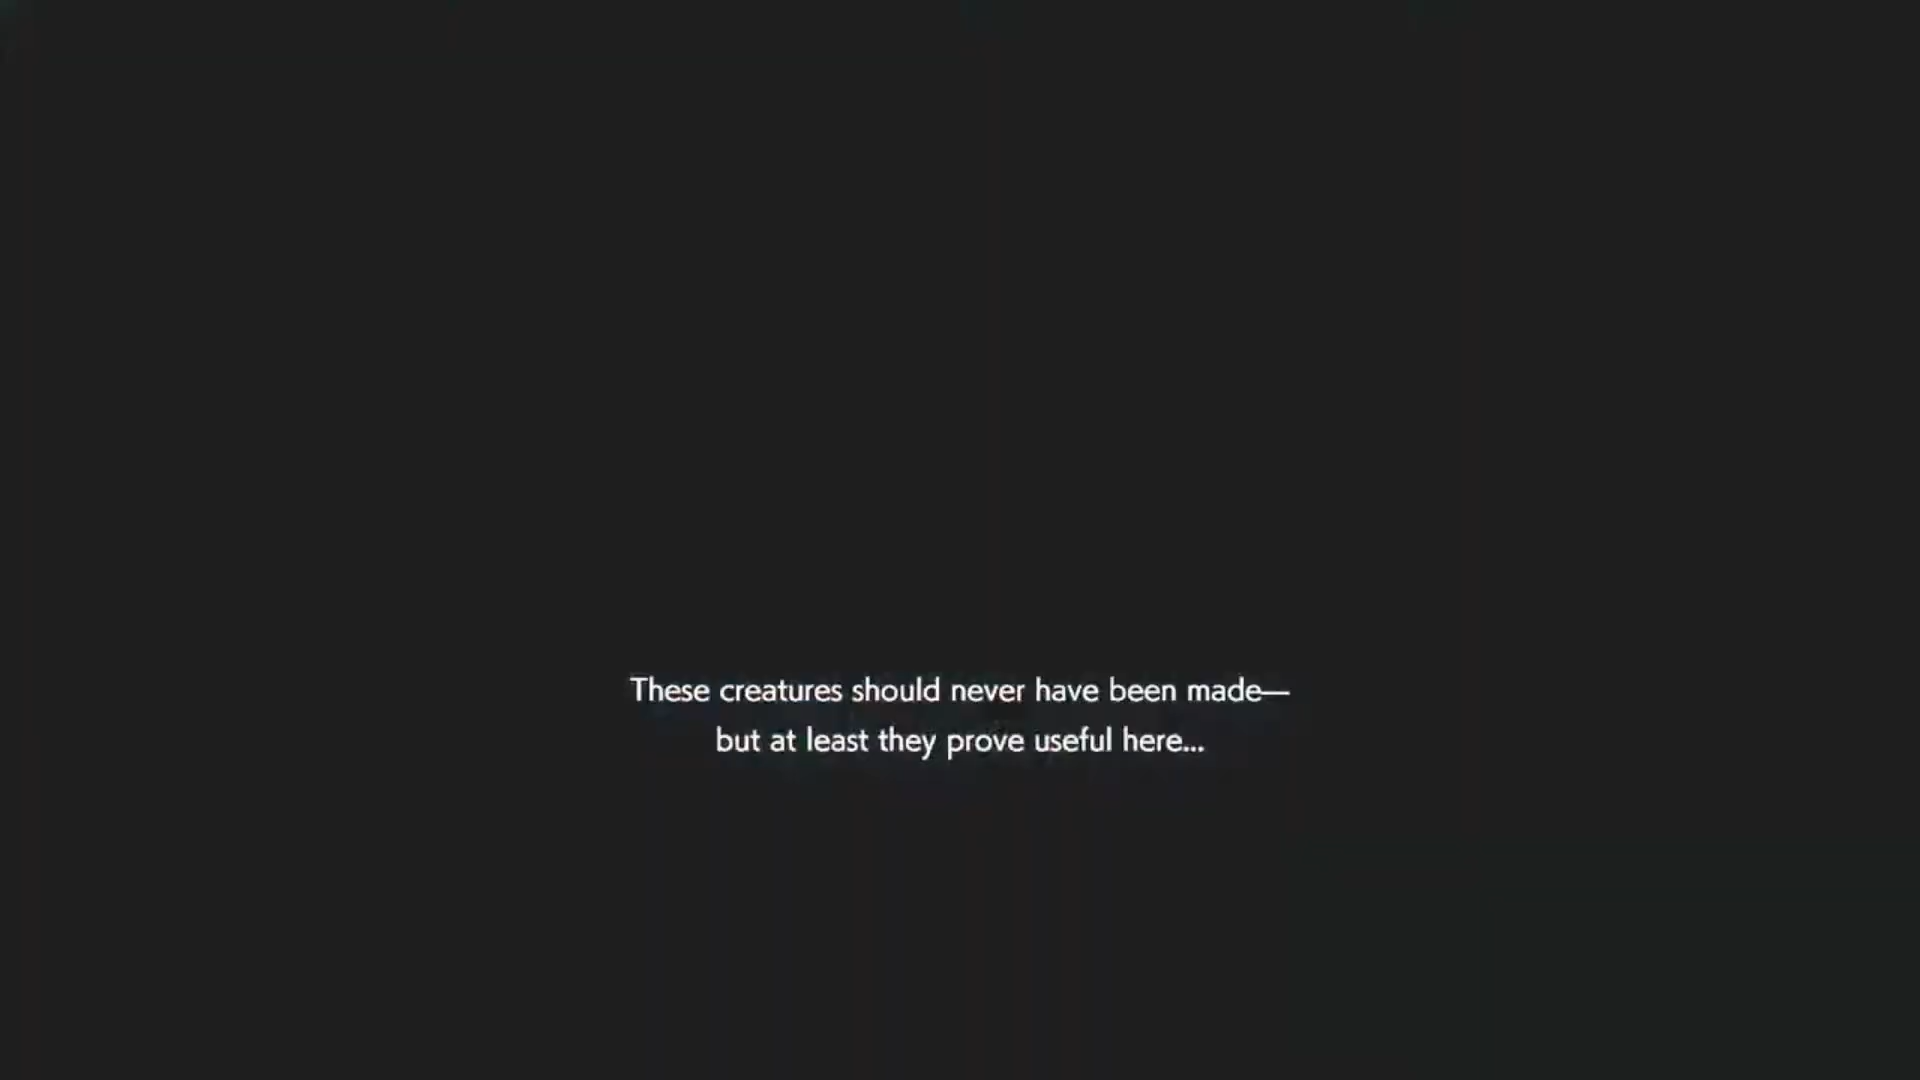 These creatures should never have been made—
but at least they prove useful here...